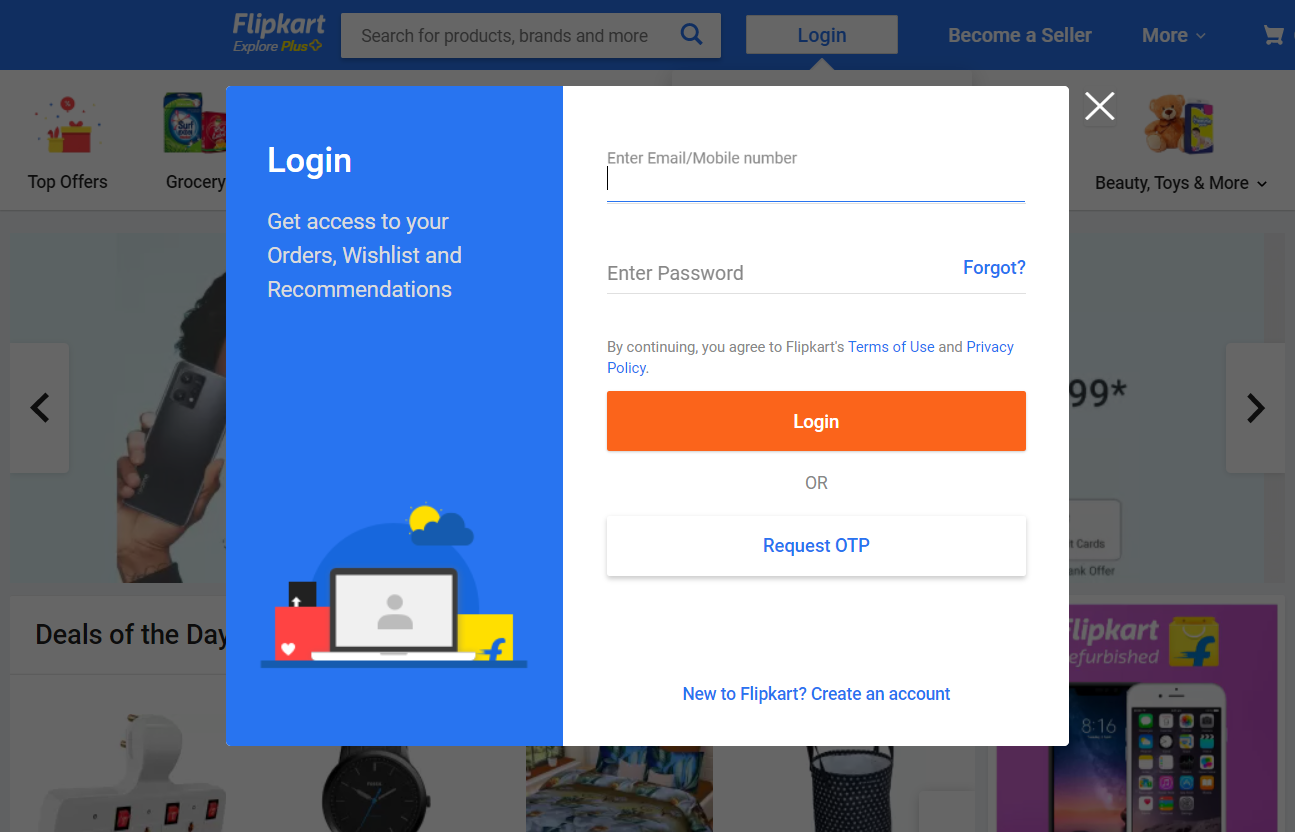 Flipkart
Explore Plus
Search for products, brands and more
Login
Become a Seller
More
Top Offers
Grocery
Beauty, Toys & More
Login
Get access to your
Orders, Wishlist and
Recommendations
Enter Email/Mobile number
Enter Password
Forgot?
By continuing, you agree to Flipkart's Terms of Use and Privacy
Policy.
Login
OR
Request OTP
New to Flipkart? Create an account
99*
t Cards
ank Offer
Deals of the Day
Flipkart
efurbished
8:16